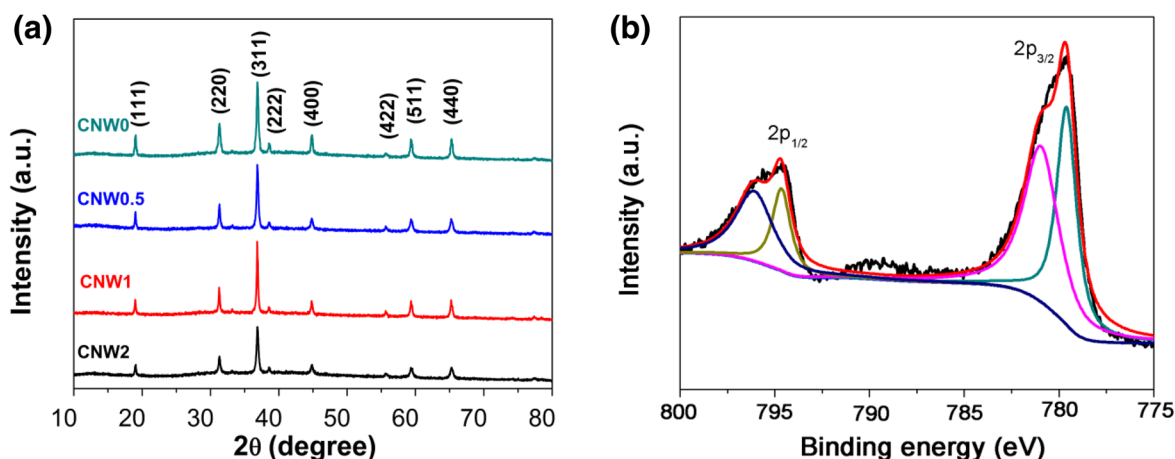 (a)
Intensity (a.u.)
(111)
(220)
(311)
(222)
(400)
(422)
(511)
(440)
CNW0
CNW0.5
CNW1
CNW2
10 20 30 40 50 60 70 80
2θ (degree)
(b)
Intensity (a.u.)
2p1/2
2p3/2
800 795 790 785 780 775
Binding energy (eV)